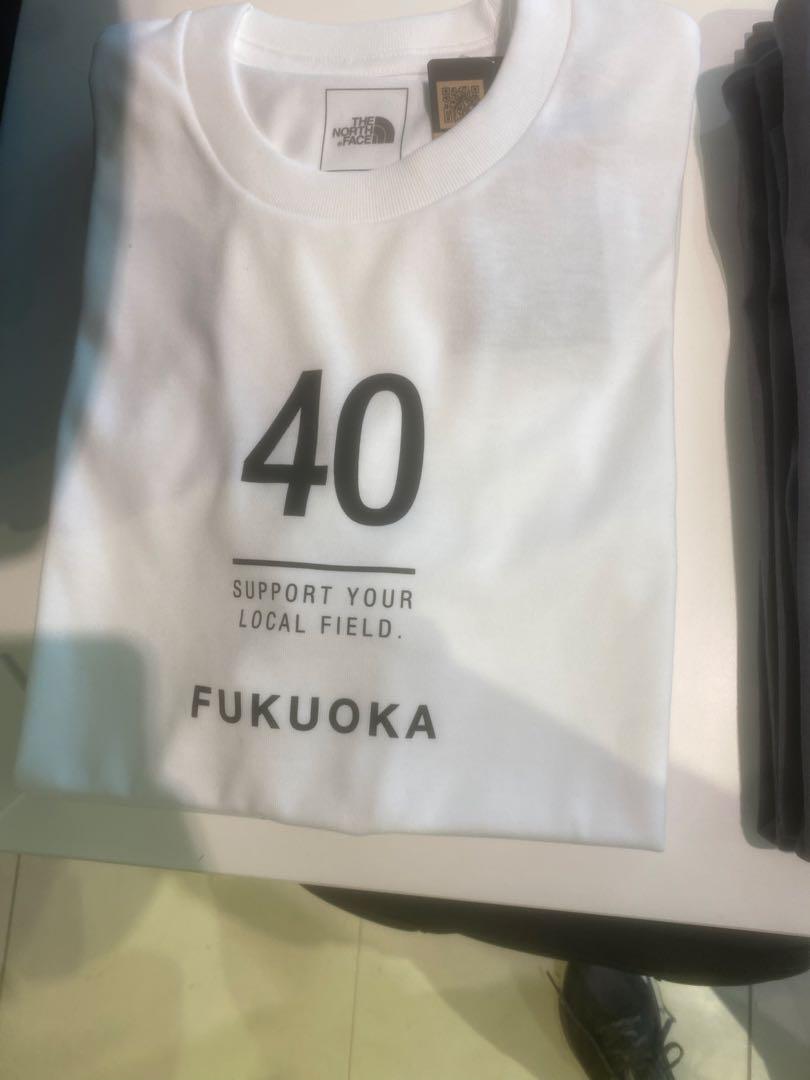 THE
NORTH
FACE
40
SUPPORT YOUR
LOCAL FIELD.
FUKUOKA